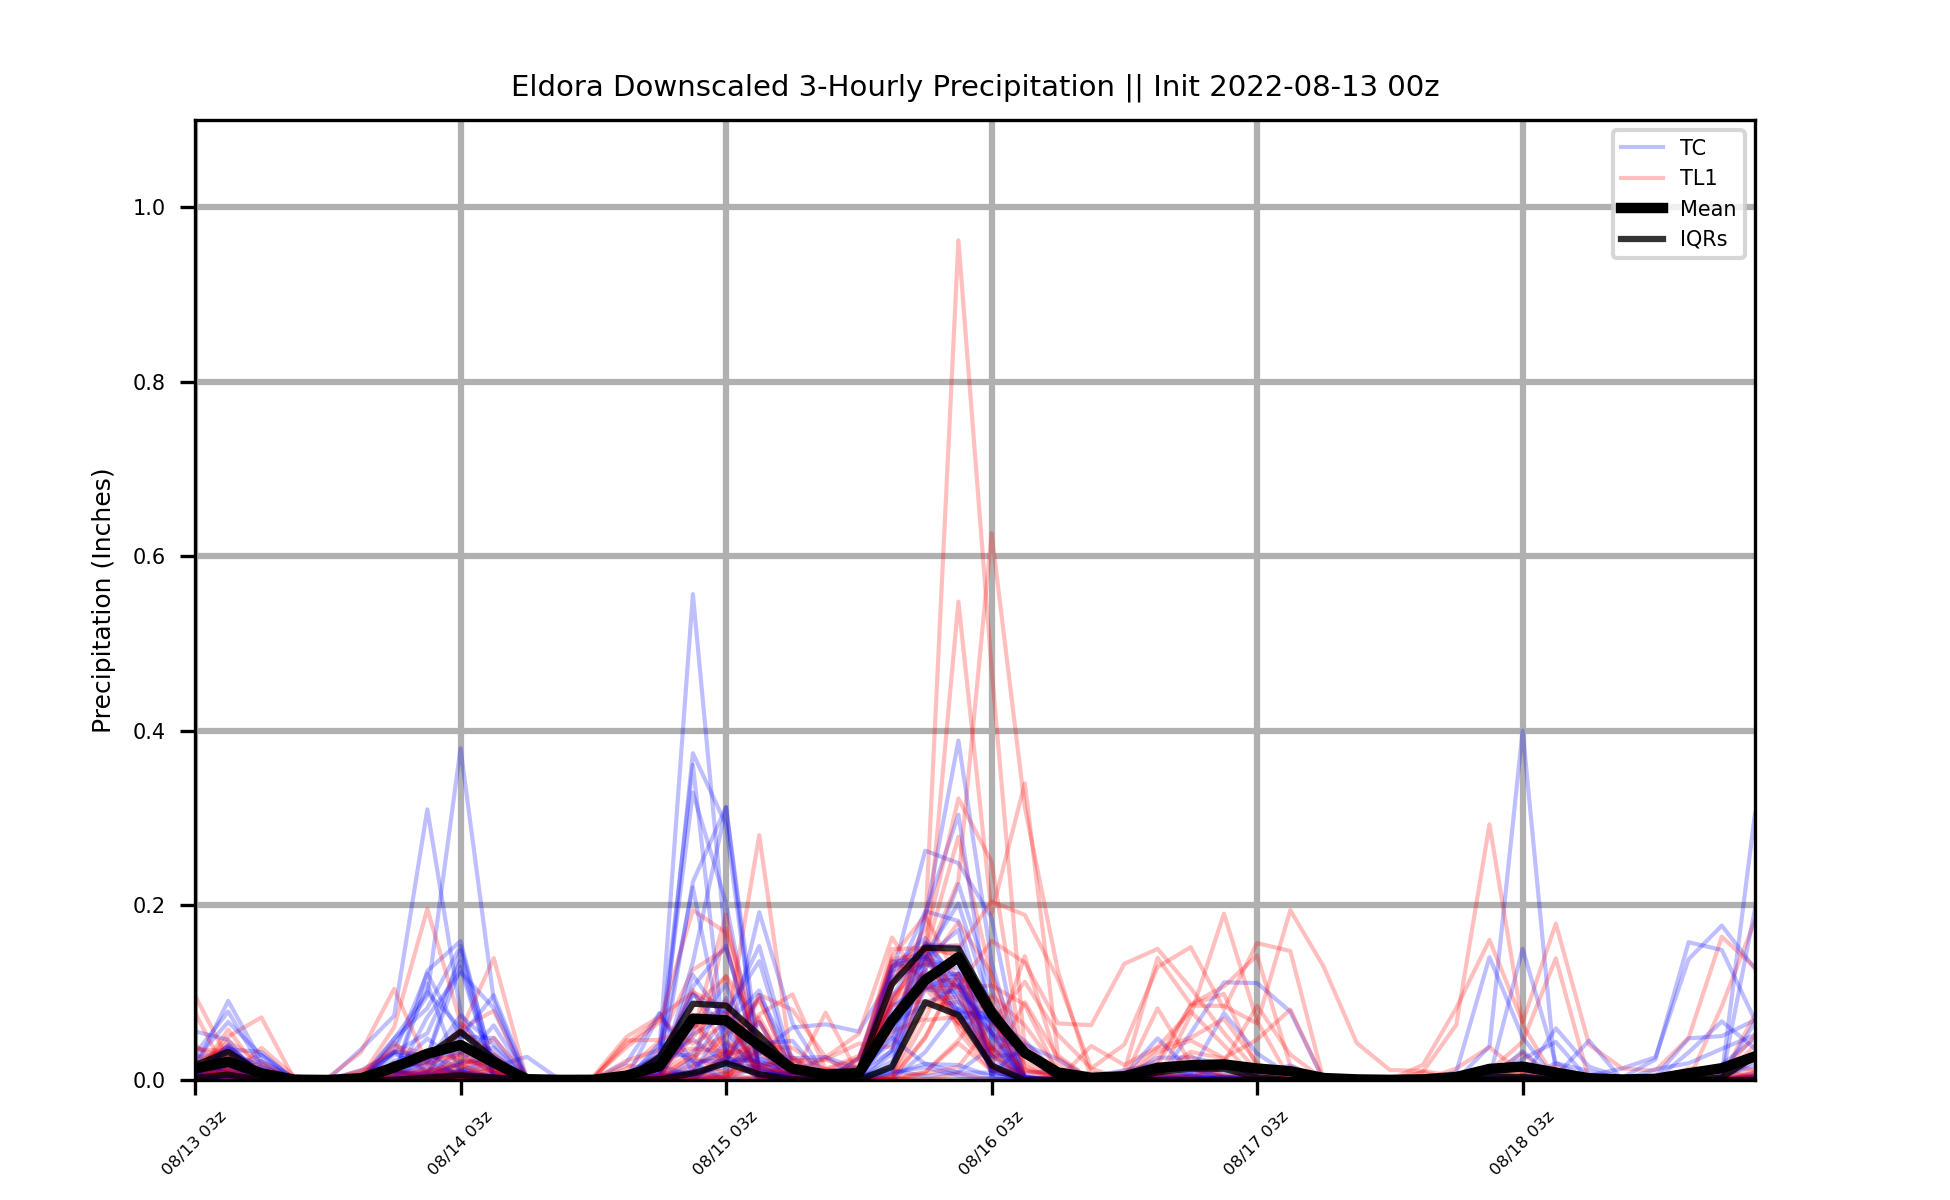 Eldora Downscaled 3-Hourly Precipitation || Init 2022-08-13 00z
TC
TL1
Mean
IQRs
Precipitation (Inches)
1.0
0.8
0.6
0.4
0.2
0.0
08/13 03z
08/14 03z
08/15 03z
08/16 03z
08/17 03z
08/18 03z